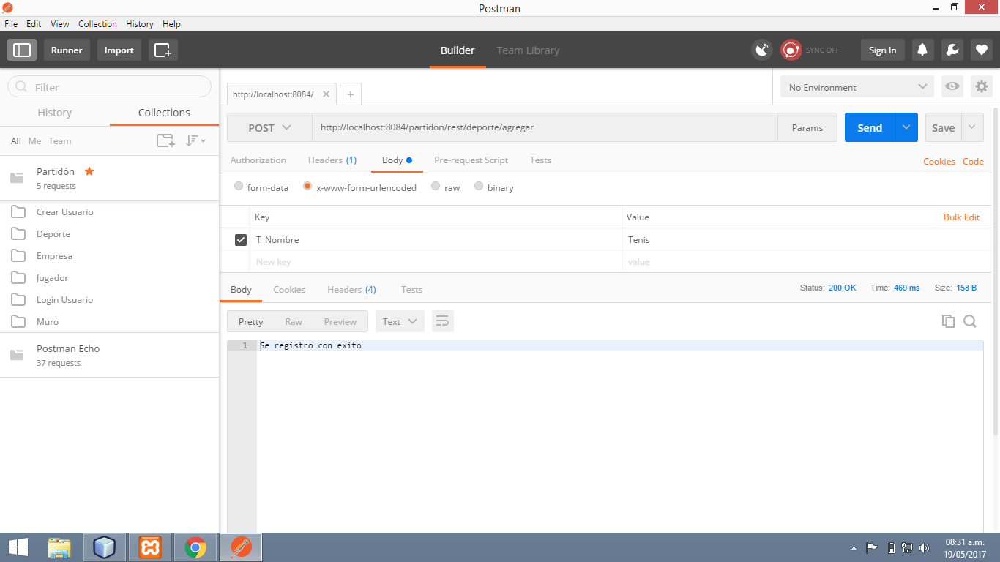 Postman
File Edit View Collection History Help
Runner Import Builder Team Library SYNC OFF Sign In
Filter
History Collections
All Me Team
Partidón
5 requests
Crear Usuario
Deporte
Empresa
Jugador
Login Usuario
Muro
Postman Echo
37 requests
http://localhost:8084/
No Environment
POST http://localhost:8084/partidon/rest/deporte/agregar Params Send Save
Authorization Headers (1) Body Pre-request Script Tests Cookies Code
form-data x-www-form-urlencoded raw binary
Key Value Bulk Edit
T_Nombre Tenis
New key value
Body Cookies Headers (4) Tests Status: 200 OK Time: 469 ms Size: 158 B
Pretty Raw Preview Text
1 Se registro con exito
08:31 a.m.
19/05/2017